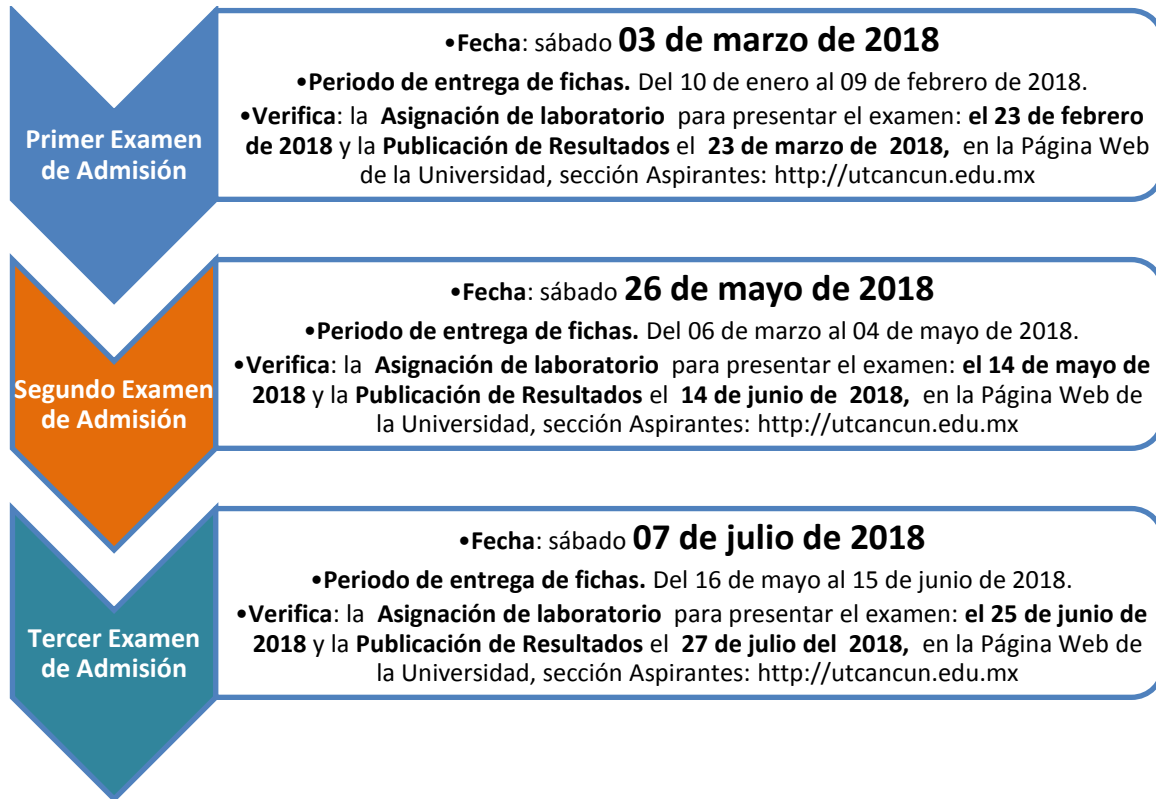 Primer Examen
de Admisión
•Fecha: sábado 03 de marzo de 2018
•Periodo de entrega de fichas. Del 10 de enero al 09 de febrero de 2018.
•Verifica: la Asignación de laboratorio para presentar el examen: el 23 de febrero
de 2018 y la Publicación de Resultados el 23 de marzo de 2018, en la Página Web
de la Universidad, sección Aspirantes: http://utcancun.edu.mx
Segundo Examen
de Admisión
•Fecha: sábado 26 de mayo de 2018
•Periodo de entrega de fichas. Del 06 de marzo al 04 de mayo de 2018.
•Verifica: la Asignación de laboratorio para presentar el examen: el 14 de mayo de
2018 y la Publicación de Resultados el 14 de junio de 2018, en la Página Web de
la Universidad, sección Aspirantes: http://utcancun.edu.mx
Tercer Examen
de Admisión
•Fecha: sábado 07 de julio de 2018
•Periodo de entrega de fichas. Del 16 de mayo al 15 de junio de 2018.
•Verifica: la Asignación de laboratorio para presentar el examen: el 25 de junio de
2018 y la Publicación de Resultados el 27 de julio del 2018, en la Página Web de
la Universidad, sección Aspirantes: http://utcancun.edu.mx